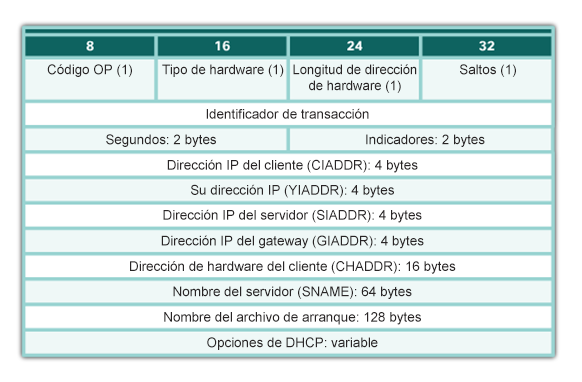 8 16 24 32
Código OP (1) Tipo de hardware (1) Longitud de dirección de hardware (1) Saltos (1)
Identificador de transacción
Segundos: 2 bytes Indicadores: 2 bytes
Dirección IP del cliente (CIADDR): 4 bytes
Su dirección IP (YIADDR): 4 bytes
Dirección IP del servidor (SIADDR): 4 bytes
Dirección IP del gateway (GIADDR): 4 bytes
Dirección de hardware del cliente (CHADDR): 16 bytes
Nombre del servidor (SNAME): 64 bytes
Nombre del archivo de arranque: 128 bytes
Opciones de DHCP: variable